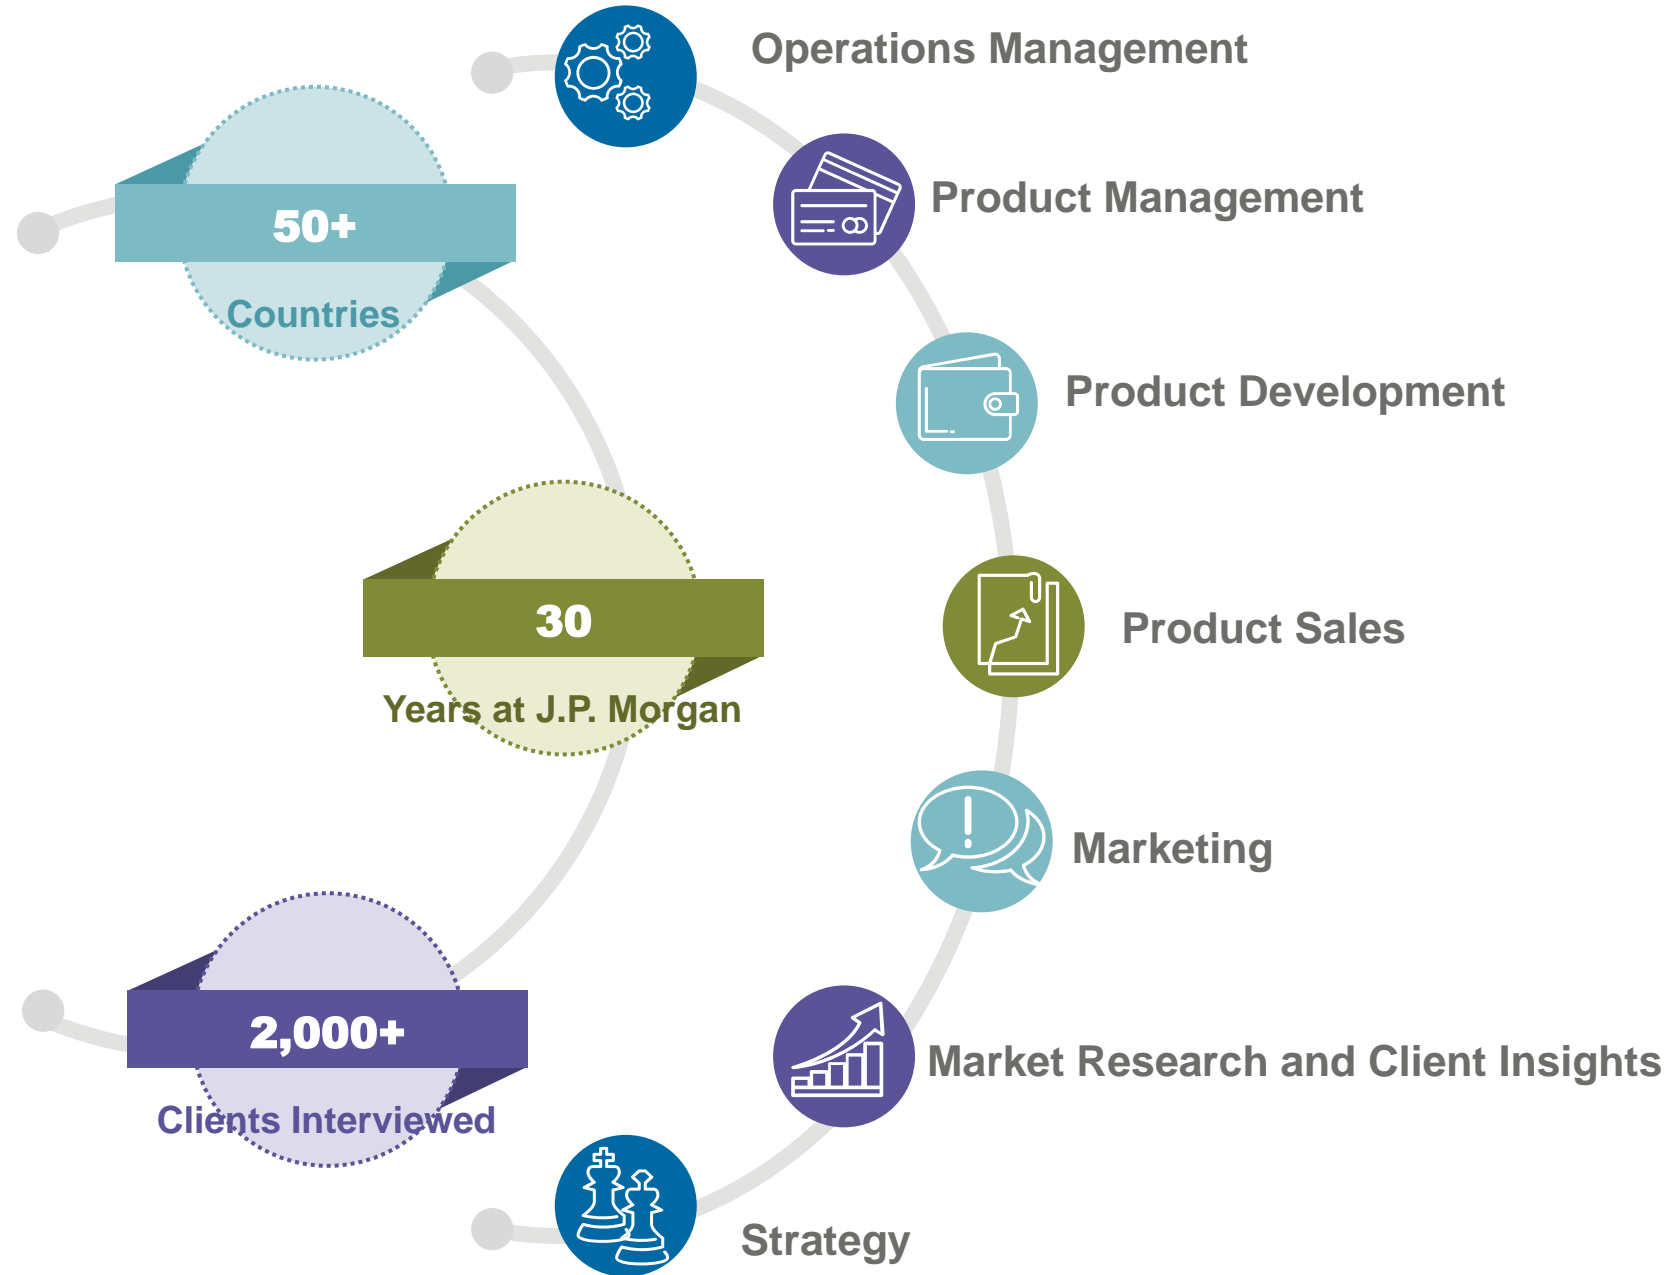 50+
Countries
30
Years at J.P. Morgan
2,000+
Clients Interviewed
Operations Management
Product Management
Product Development
Product Sales
Marketing
Market Research and Client Insights
Strategy